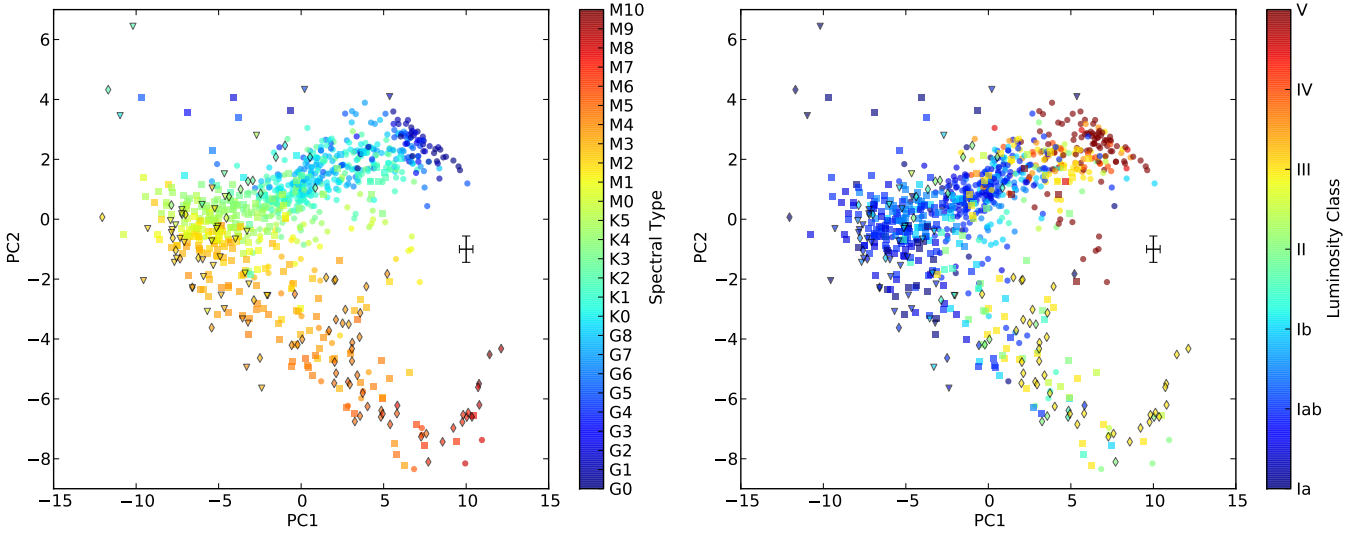 6
4
2
0
−2
−4
−6
−8
PC2
−15
−10
−5
0
5
10
15
PC1
M10
M9
M8
M7
M6
M5
M4
M3
M2
M1
M0
K5
K4
K3
K2
K1
K0
G8
G7
G6
G5
G4
G3
G2
G1
G0
Spectral Type
6
4
2
0
−2
−4
−6
−8
PC2
−15
−10
−5
0
5
10
15
PC1
V
IV
III
II
Ib
Iab
Ia
Luminosity Class